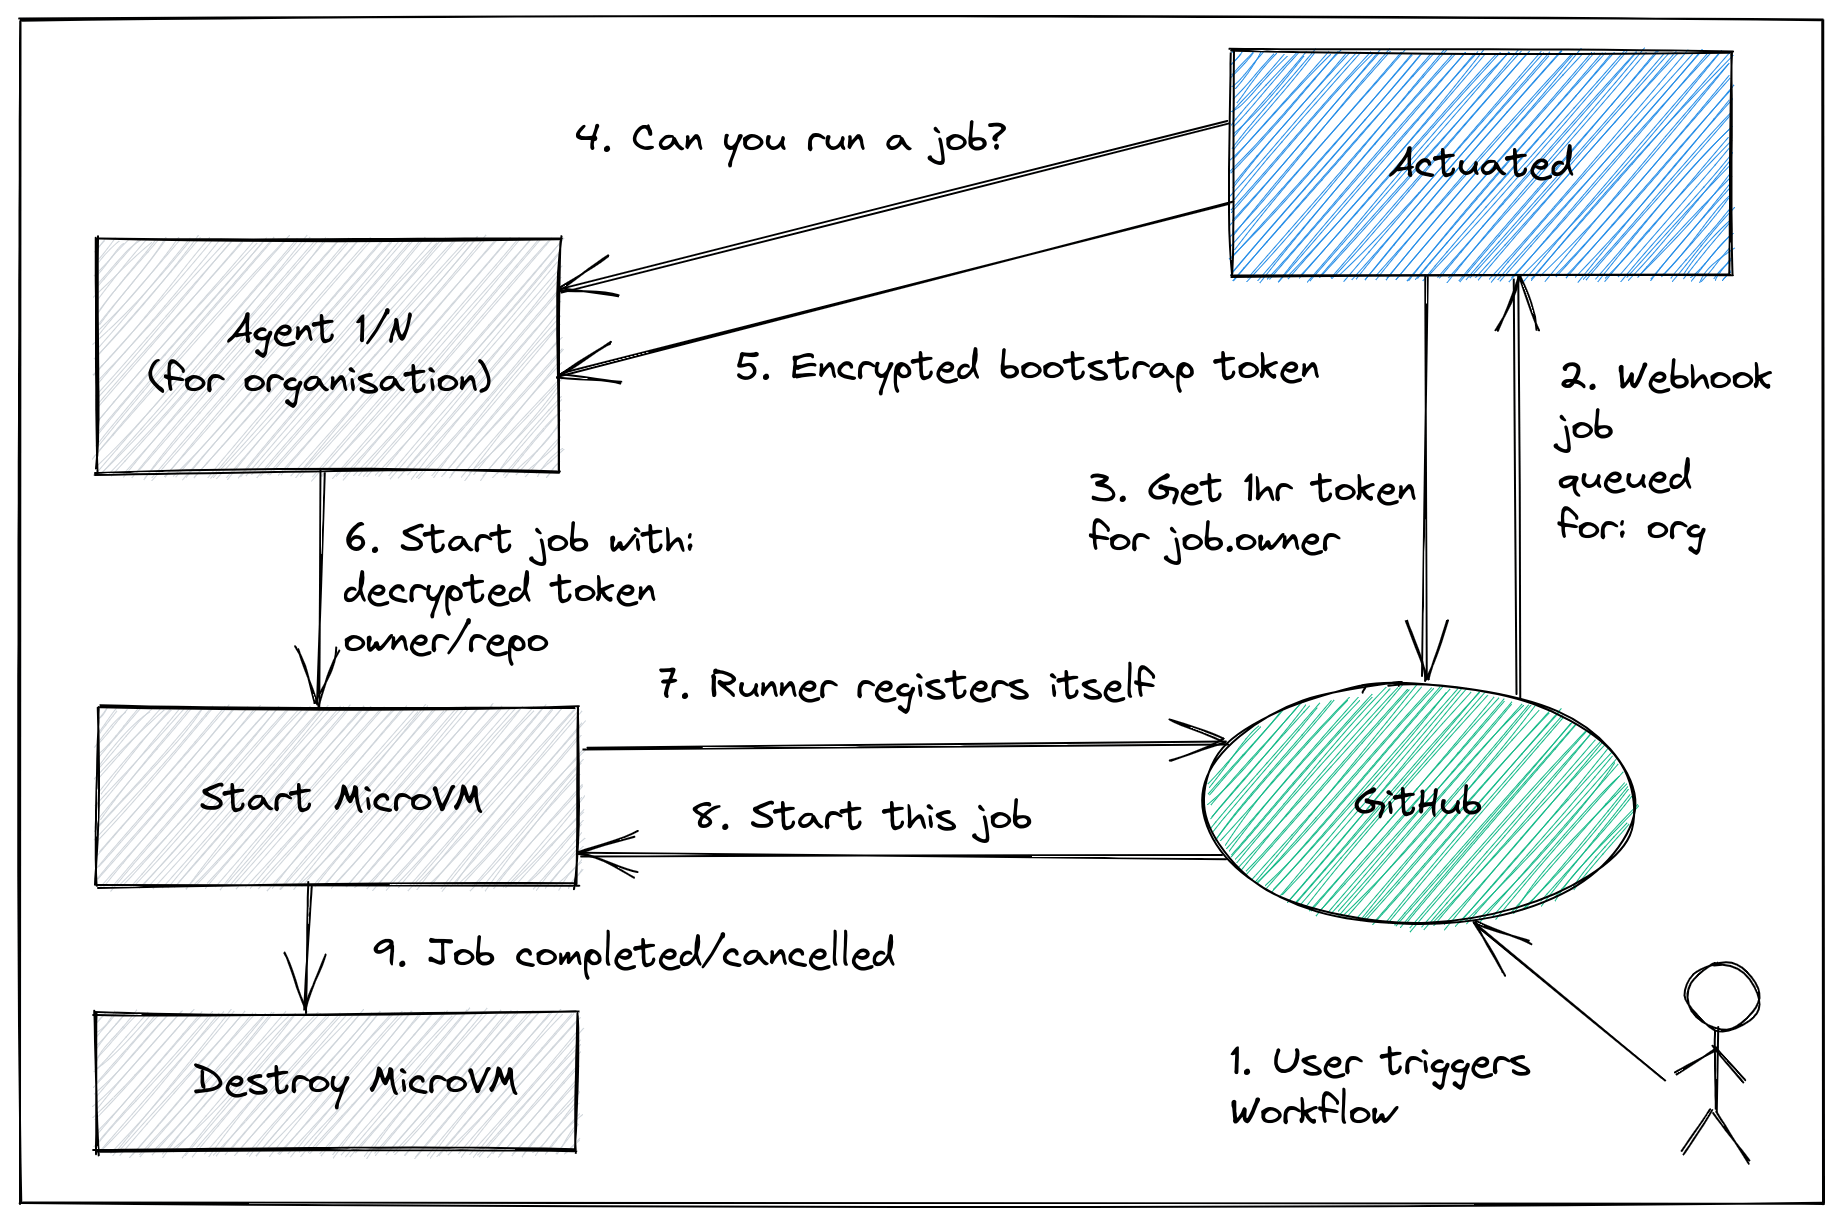 Actuated
4. Can you run a job?
Agent 1/N
(for organisation)
5. Encrypted bootstrap token
2. Webhook
job
queued
for: org
3. Get 1hr token
for job.owner
6. Start job with:
decrypted token
owner/repo
7. Runner registers itself
Start MicroVM
8. Start this job
GitHub
9. Job completed/cancelled
Destroy MicroVM
1. User triggers
Workflow